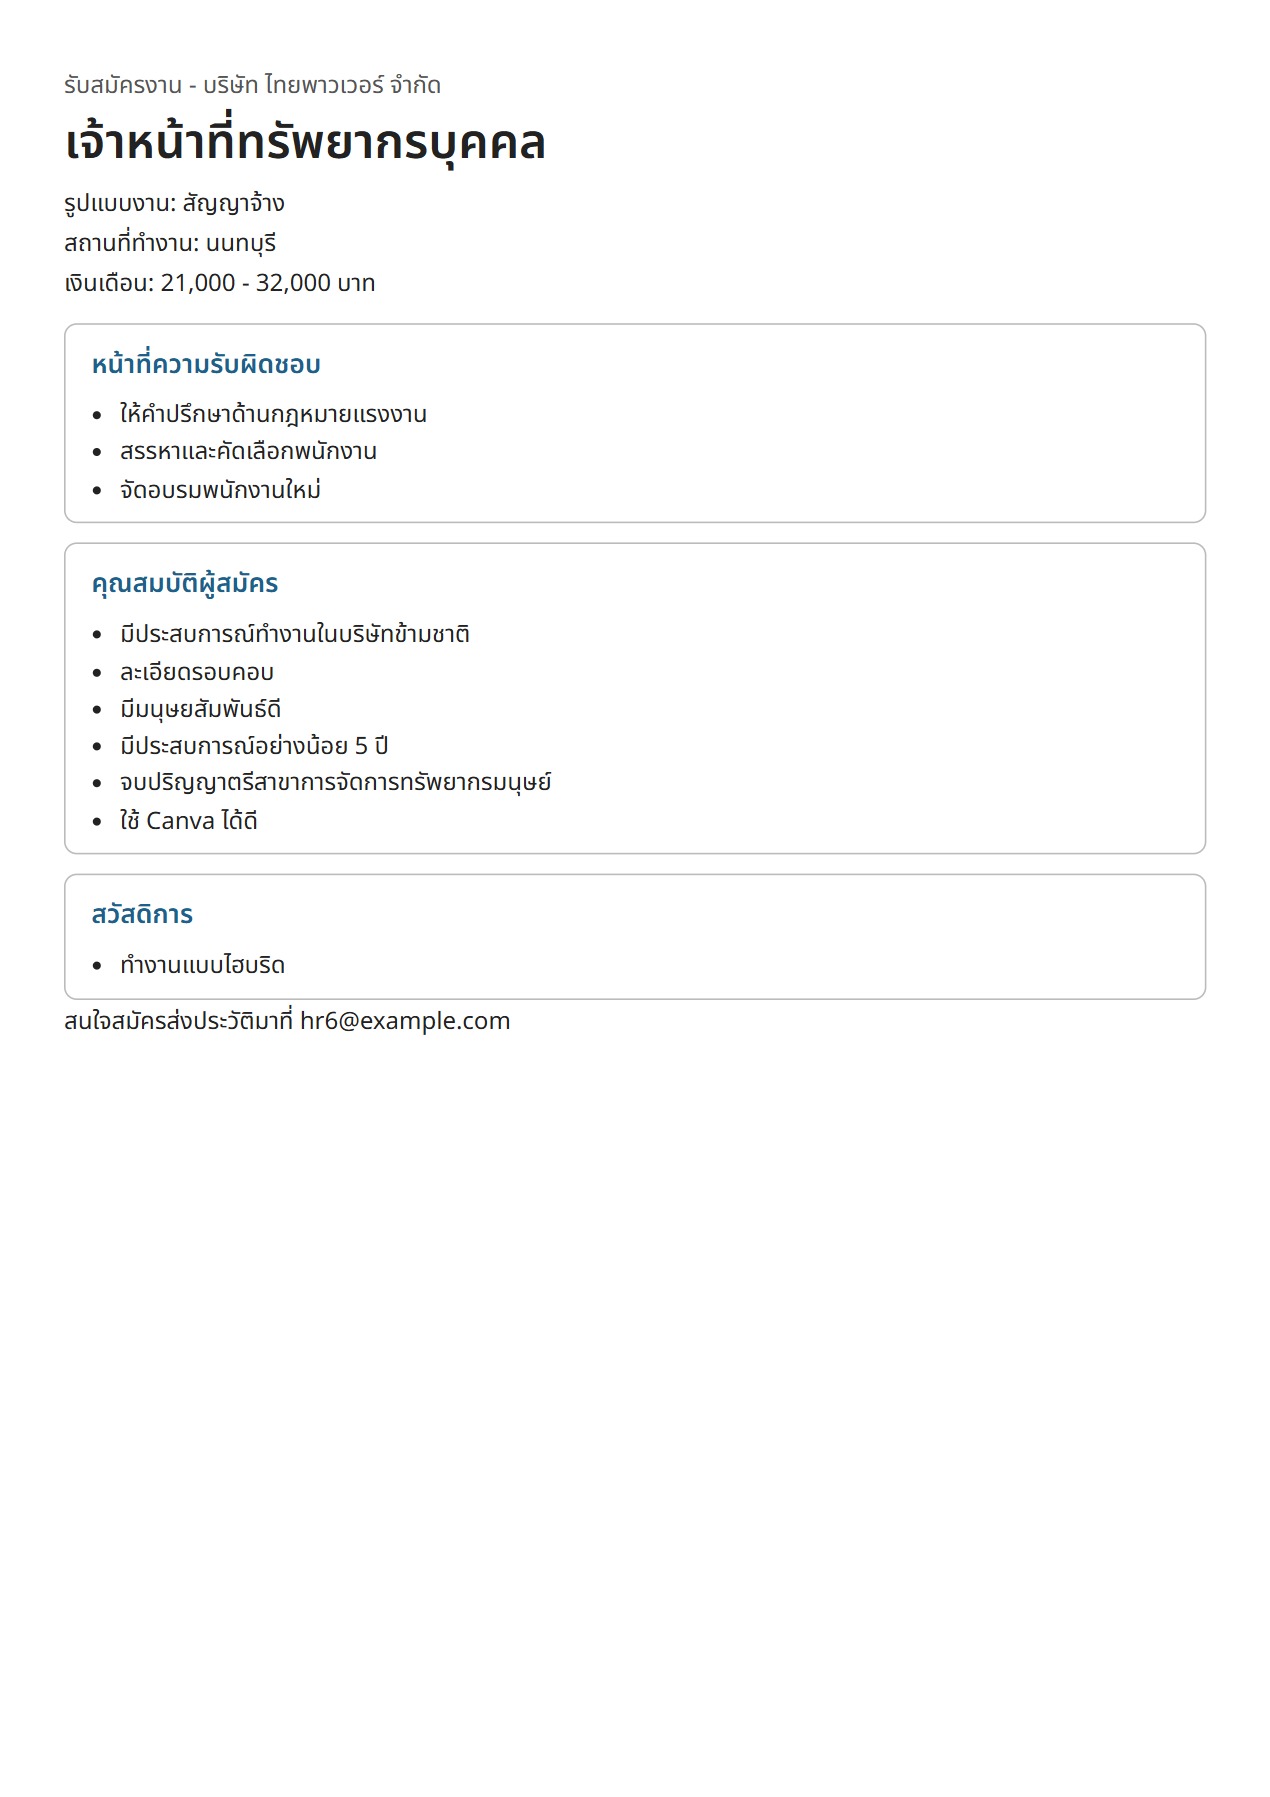 รับสมัครงาน - บริษัท ไทยพาวเวอร์ จำกัด
เจ้าหน้าที่ทรัพยากรบุคคล
รูปแบบงาน: สัญญาจ้าง
สถานที่ทำงาน: นนทบุรี
เงินเดือน: 21,000 - 32,000 บาท
หน้าที่ความรับผิดชอบ
• ให้คำปรึกษาด้านกฎหมายแรงงาน
• สรรหาและคัดเลือกพนักงาน
• จัดอบรมพนักงานใหม่
คุณสมบัติผู้สมัคร
• มีประสบการณ์ทำงานในบริษัทข้ามชาติ
• ละเอียดรอบคอบ
• มีมนุษยสัมพันธ์ดี
• มีประสบการณ์อย่างน้อย 5 ปี
• จบปริญญาตรีสาขาการจัดการทรัพยากรมนุษย์
• ใช้ Canva ได้ดี
สวัสดิการ
• ทำงานแบบไฮบริด
สนใจสมัครส่งประวัติมาที่ hr6@example.com